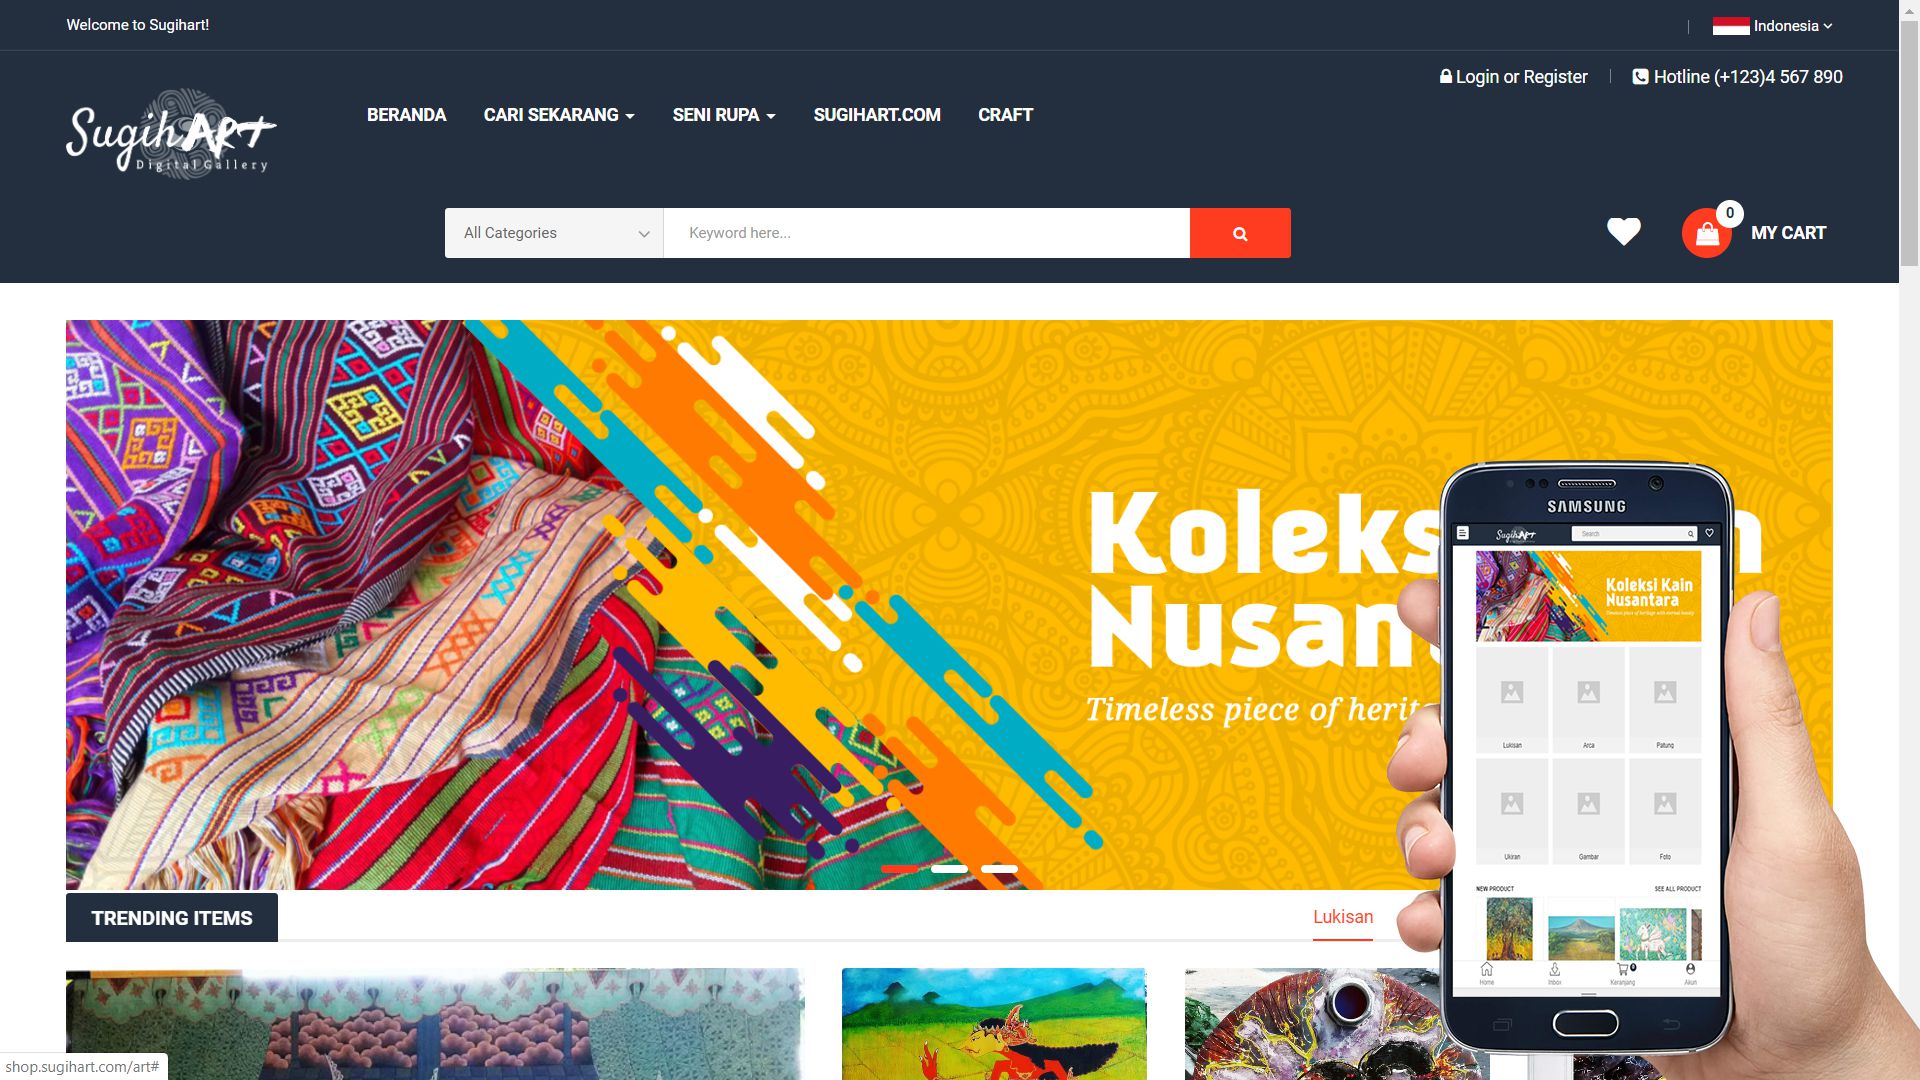 Welcome to Sugihart!
Indonesia
Login or Register
Hotline (+123)4 567 890
SugihART
Digital Gallery
BERANDA
CARI SEKARANG
SENI RUPA
SUGIHART.COM
CRAFT
All Categories
Keyword here...
0
MY CART
Koleks n
Nusan
Timeless piece of herit
SAMSUNG
SugihART
Search
Koleksi Kain
Nusantara
Timeless piece of heritage with eternal beauty
Lukisan
Arca
Patung
Ukiran
Gambar
Foto
NEW PRODUCT
SEE ALL PRODUCT
Home
Inbox
Keranjang
Akun
TRENDING ITEMS
Lukisan
shop.sugihart.com/art#